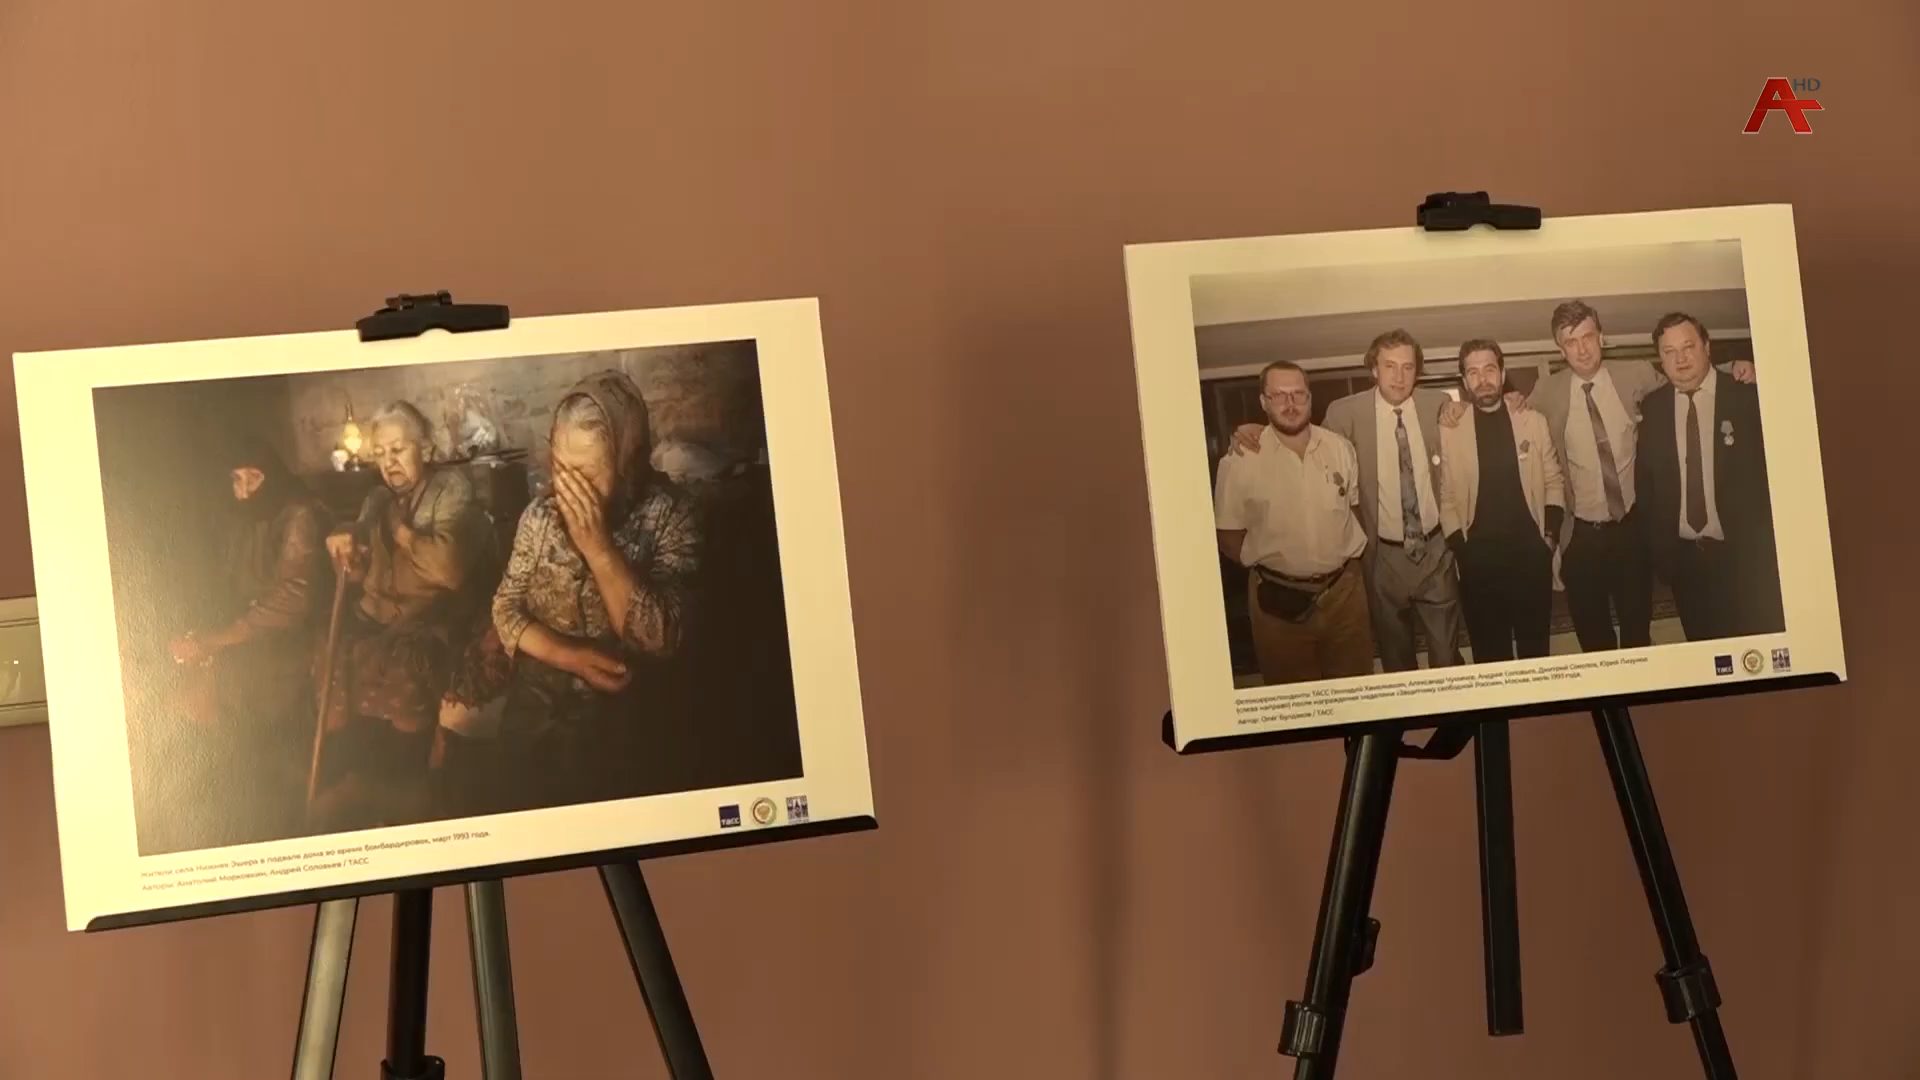 HD
Жители села Нижняя Эшера в подвале дома во время бомбардировок, март 1993 года.
Авторы: Анатолий Морковкин, Андрей Соловьев / ТАСС
ТАСС
Фотокорреспонденты ТАСС Геннадий Хамельянин, Александр Чумичев, Андрей Соловьев, Дмитрий Соколов, Юрий Лизунов
(слева направо) после награждения медалями «Защитнику свободной России», Москва, июль 1993 года.
Автор: Олег Булдаков / ТАСС
ТАСС